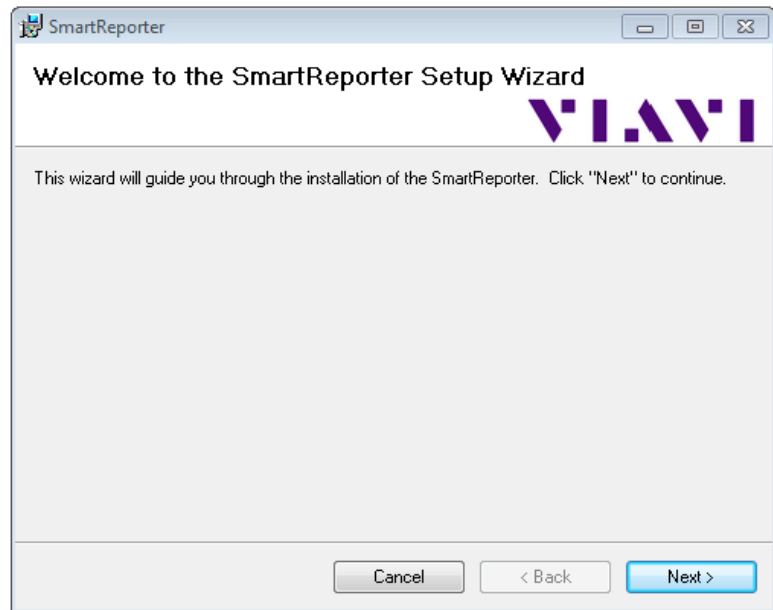 SmartReporter
Welcome to the SmartReporter Setup Wizard
VIAVI
This wizard will guide you through the installation of the SmartReporter.  Click "Next" to continue.
Cancel
< Back
Next >